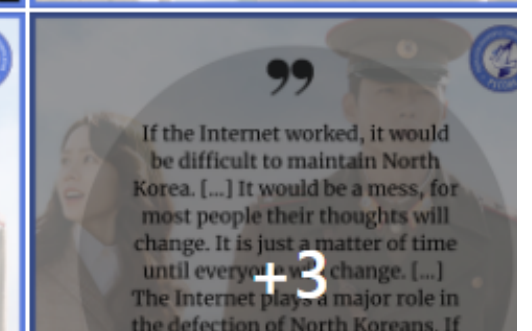 ”
If the Internet worked, it would
be difficult to maintain North
Korea. [...] It would be a mess, for
most people their thoughts will
change. It is just a matter of time
until everyone will change. [...]
+3
The Internet plays a major role in
the defection of North Koreans. If